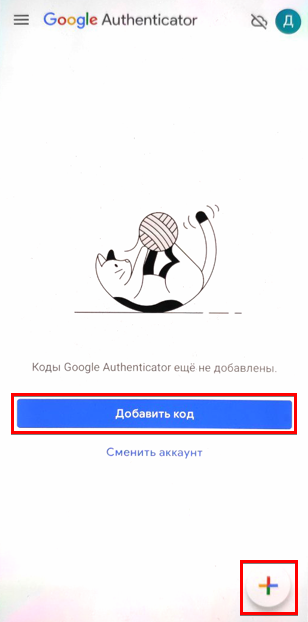 Google Authenticator
Д
Коды Google Authenticator ещё не добавлены.
Добавить код
Сменить аккаунт